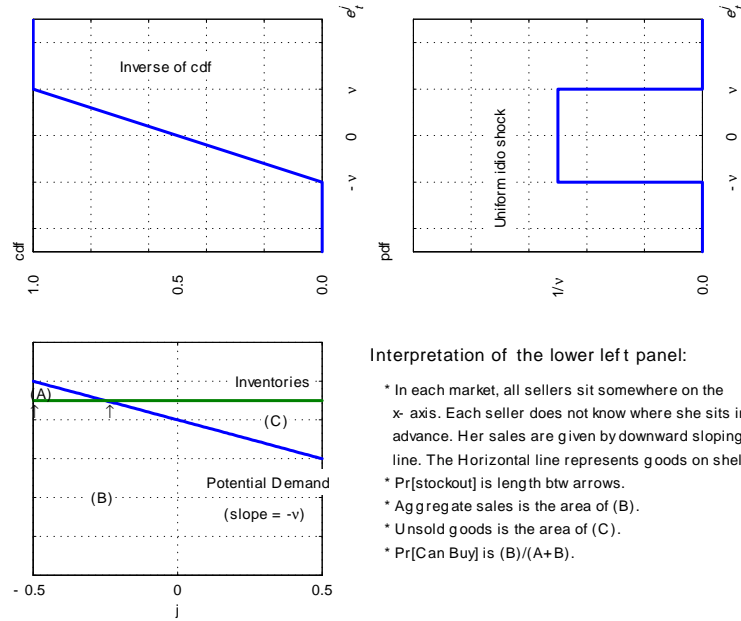 Inverse of cdf
e_t^j
ν
0
- ν
cdf
1.0
0.5
0.0
Uniform idio shock
e_t^j
ν
0
- ν
pdf
1/ν
0.0
(A)
Inventories
(C)
(B)
Potential Demand
(slope = -ν)
- 0.5
0
0.5
j
Interpretation of the lower left panel:
* In each market, all sellers sit somewhere on the
x- axis. Each seller does not know where she sits in
advance. Her sales are given by downward sloping
line. The Horizontal line represents goods on shel
* Pr[stockout] is length btw arrows.
* Aggregate sales is the area of (B).
* Unsold goods is the area of (C).
* Pr[Can Buy] is (B)/(A+B).